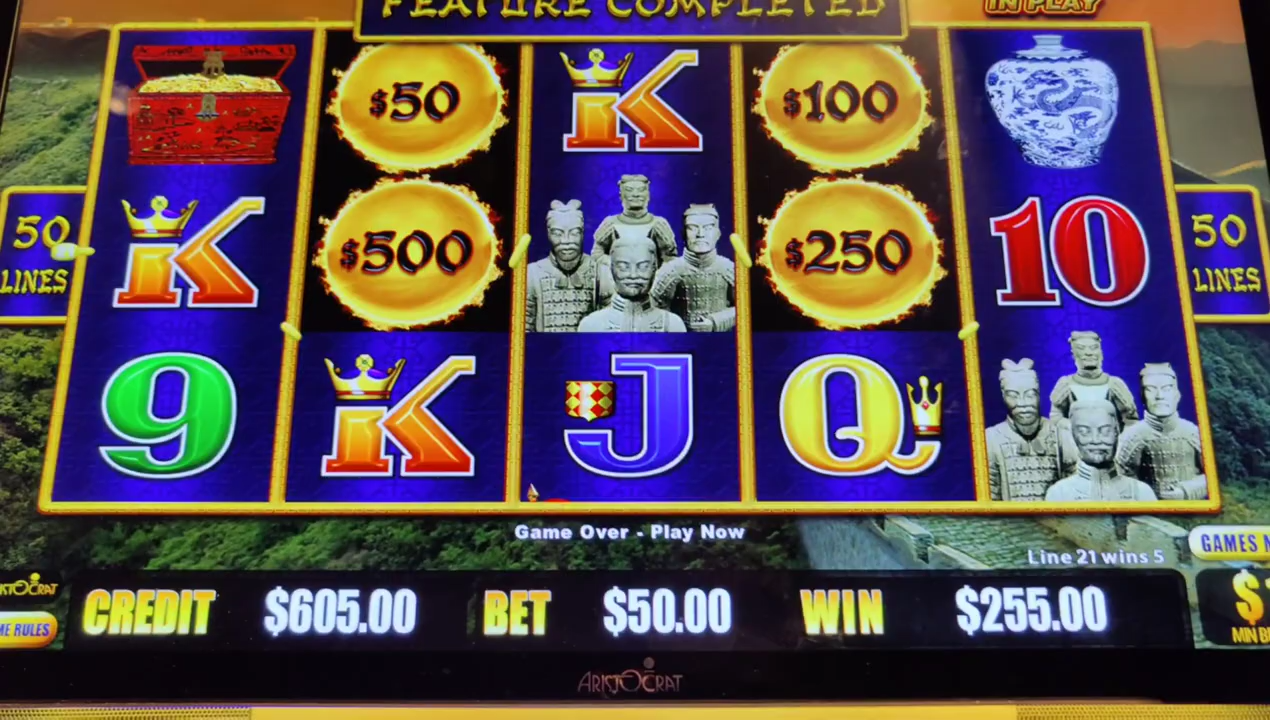 FEATURE COMPLETED
IN PLAY
$50
K
$100
50
LINES
K
$500
$250
10
50
LINES
9
K
J
Q
Game Over - Play Now
Line 21 wins 5
GAMES
CREDIT $605.00 BET $50.00 WIN $255.00
RULES
MIN
ARISTOCRAT